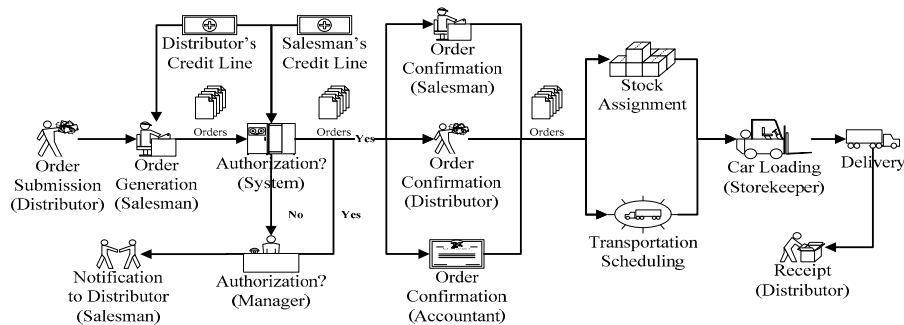 Distributor's
Credit Line
Salesman's
Credit Line
Orders
Orders
Order
Submission
(Distributor)
Order
Generation
(Salesman)
Authorization?
(System)
Yes
No
Yes
Notification
to Distributor
(Salesman)
Authorization?
(Manager)
Order
Confirmation
(Salesman)
Order
Confirmation
(Distributor)
Order
Confirmation
(Accountant)
Orders
Stock
Assignment
Transportation
Scheduling
Car Loading
(Storekeeper)
Delivery
Receipt
(Distributor)